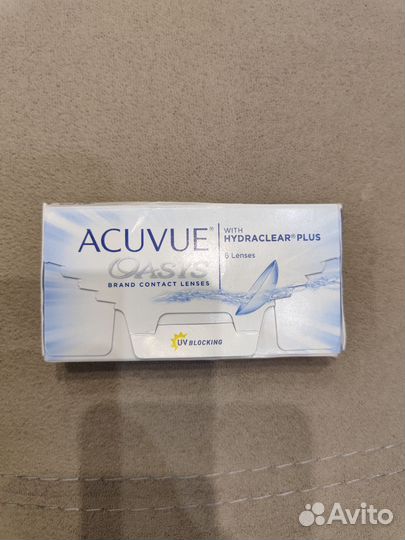 ACUVUE®
OASYS
BRAND CONTACT LENSES
WITH
HYDRACLEAR® PLUS
6 Lenses
UV BLOCKING
Avito